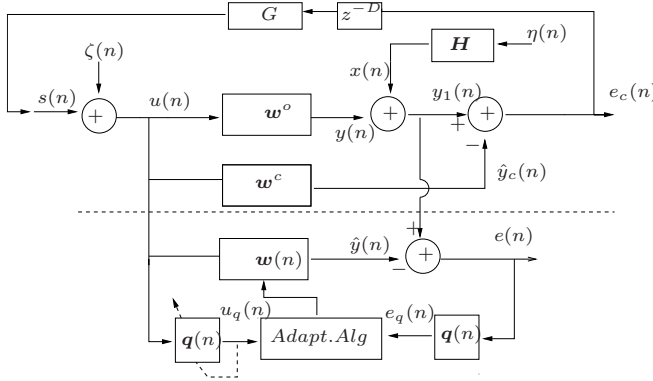 G z^{-D}
ζ(n) H η(n)
x(n)
s(n) u(n) w^o y(n) y_1(n) e_c(n)
+ + + +
−
w^c ŷ_c(n)
+
w(n) ŷ(n) − + e(n)
u_q(n) e_q(n)
q(n) Adapt.Alg q(n)